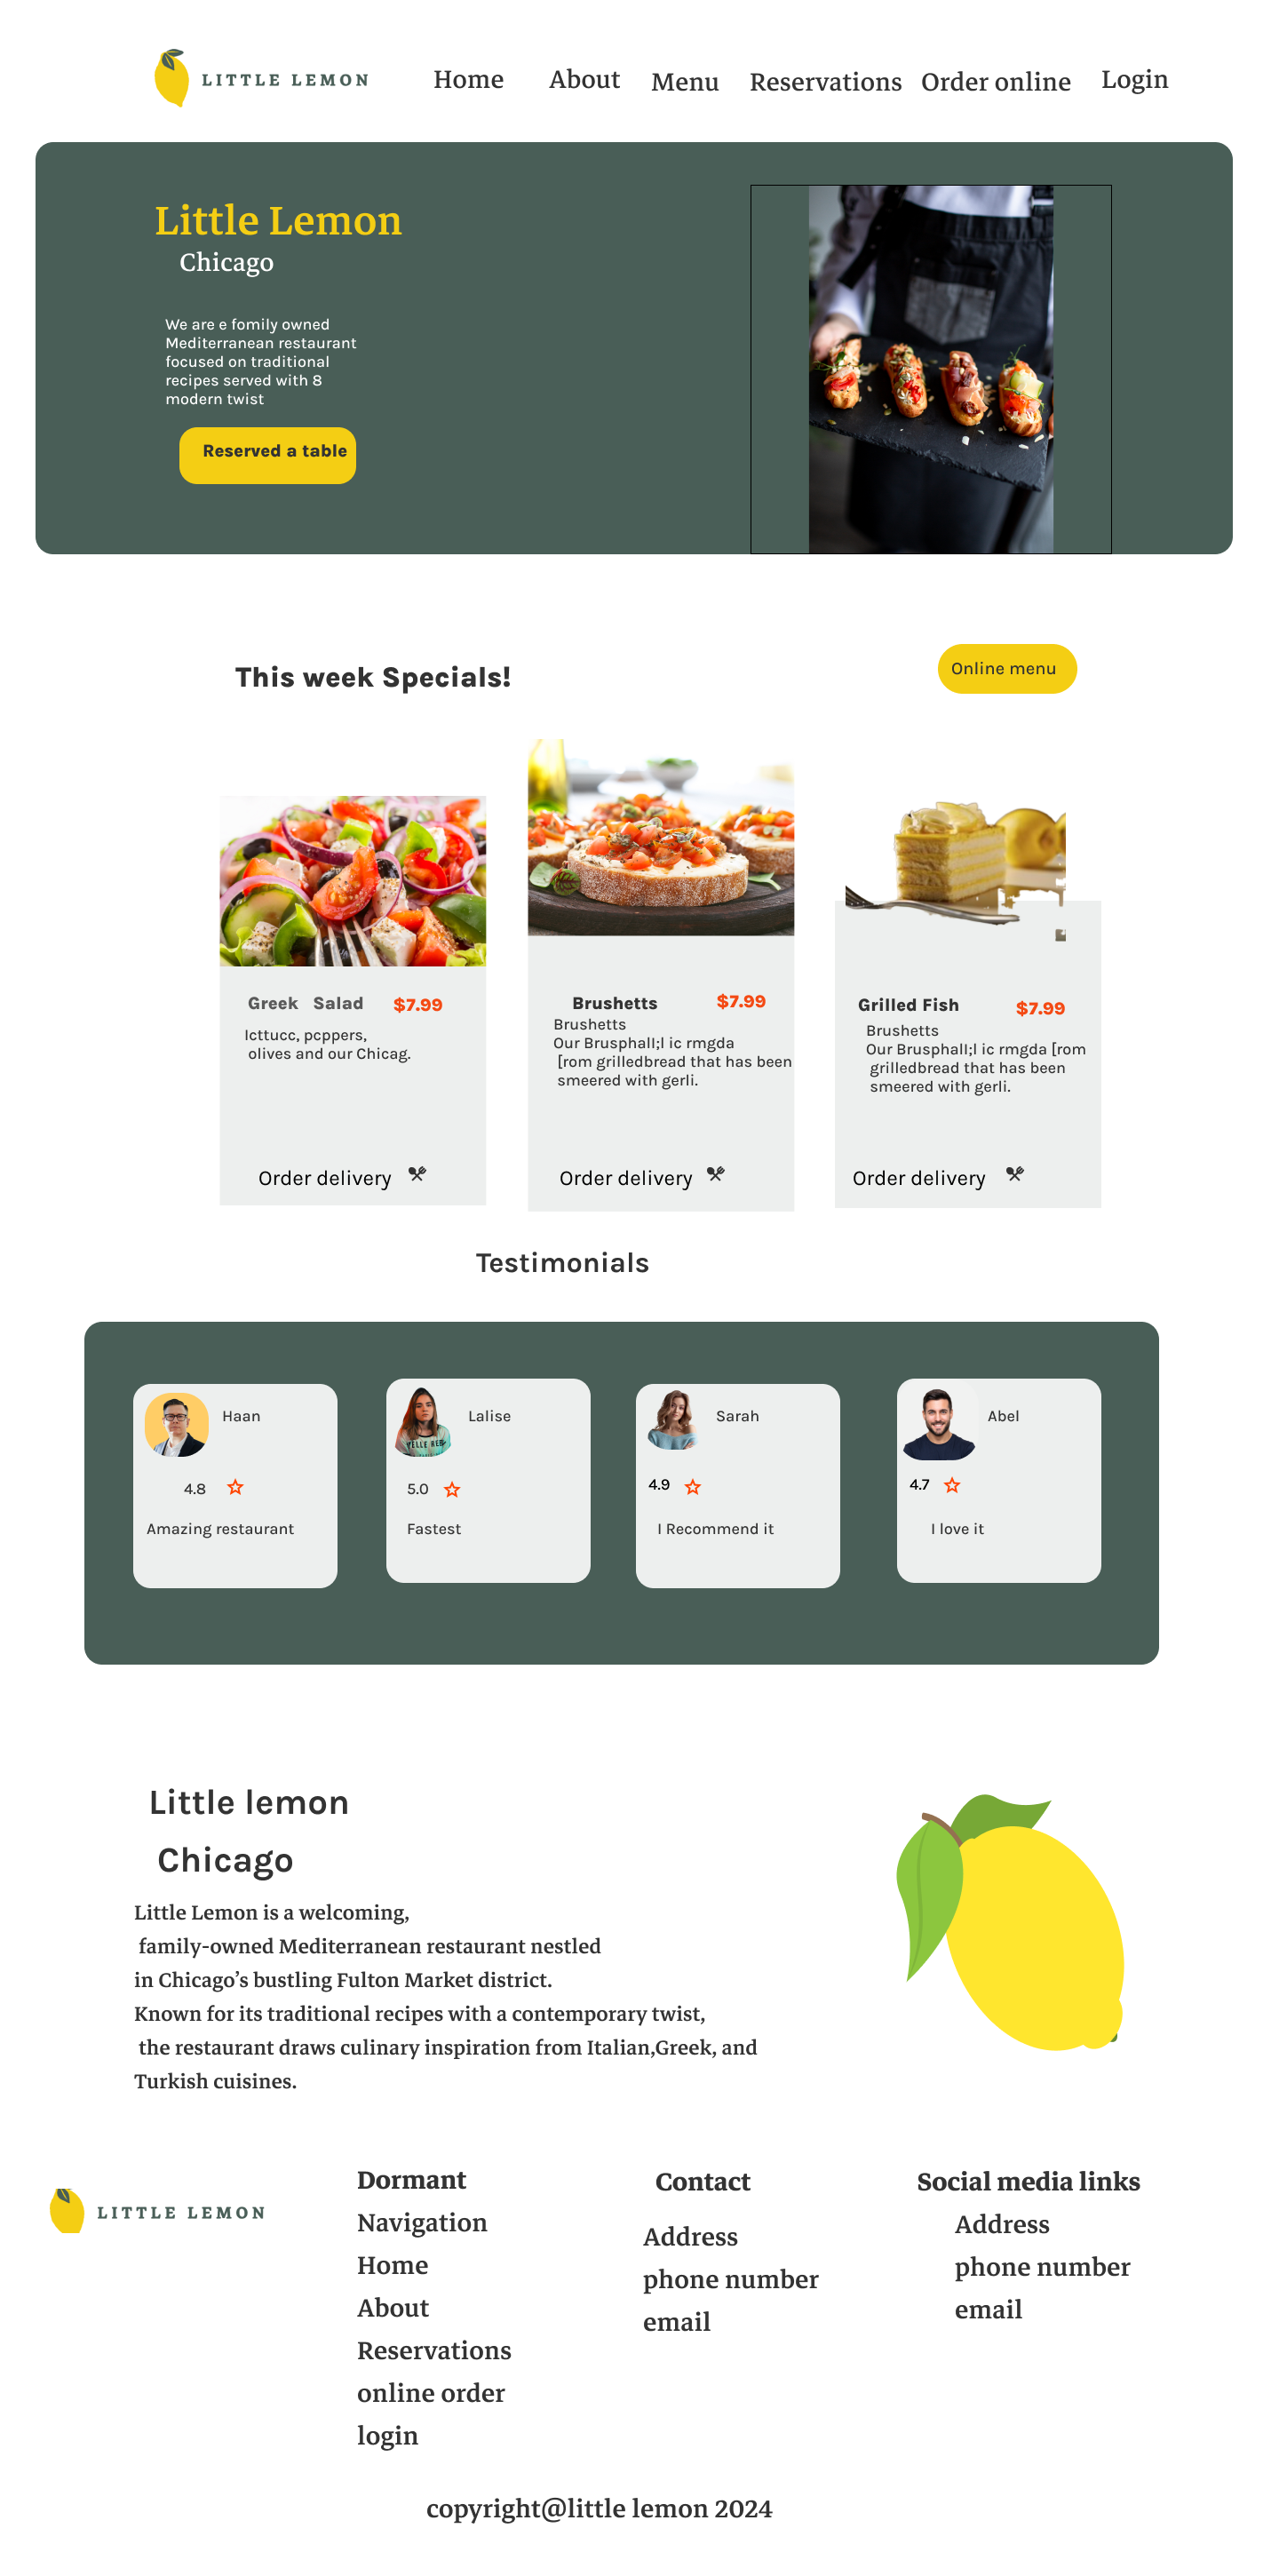 LITTLE LEMON
Home About Menu Reservations Order online Login
Little Lemon
Chicago
We are e fomily owned
Mediterranean restaurant
focused on traditional
recipes served with 8
modern twist
Reserved a table
This week Specials!
Online menu
Greek Salad $7.99
Icttucc, pcppers,
olives and our Chicag.
Order delivery
Brushetts $7.99
Brushetts
Our Brusphall;l ic rmgda
[rom grilledbread that has been
smeered with gerli.
Order delivery
Grilled Fish $7.99
Brushetts
Our Brusphall;l ic rmgda [rom
grilledbread that has been
smeered with gerli.
Order delivery
Testimonials
Haan
4.8
Amazing restaurant
Lalise
5.0
Fastest
Sarah
4.9
I Recommend it
Abel
4.7
I love it
Little lemon
Chicago
Little Lemon is a welcoming,
family-owned Mediterranean restaurant nestled
in Chicago’s bustling Fulton Market district.
Known for its traditional recipes with a contemporary twist,
the restaurant draws culinary inspiration from Italian,Greek, and
Turkish cuisines.
LITTLE LEMON
Dormant
Navigation
Home
About
Reservations
online order
login
Contact
Address
phone number
email
Social media links
Address
phone number
email
copyright@little lemon 2024